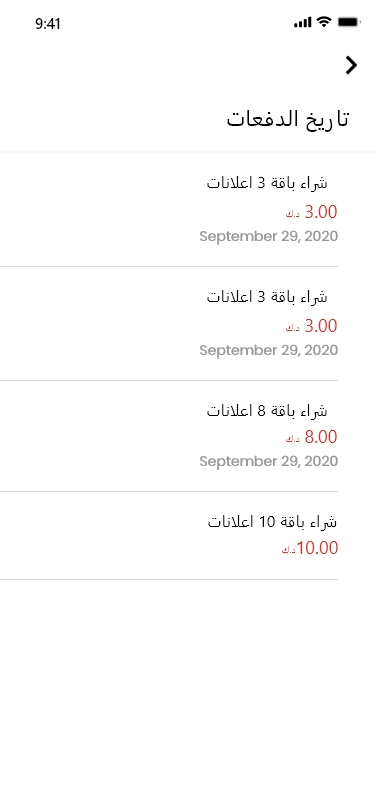 9:41
تاريخ الدفعات
شراء باقة 3 اعلانات
3.00 د.ك
September 29, 2020
شراء باقة 3 اعلانات
3.00 د.ك
September 29, 2020
شراء باقة 8 اعلانات
8.00 د.ك
September 29, 2020
شراء باقة 10 اعلانات
10.00د.ك